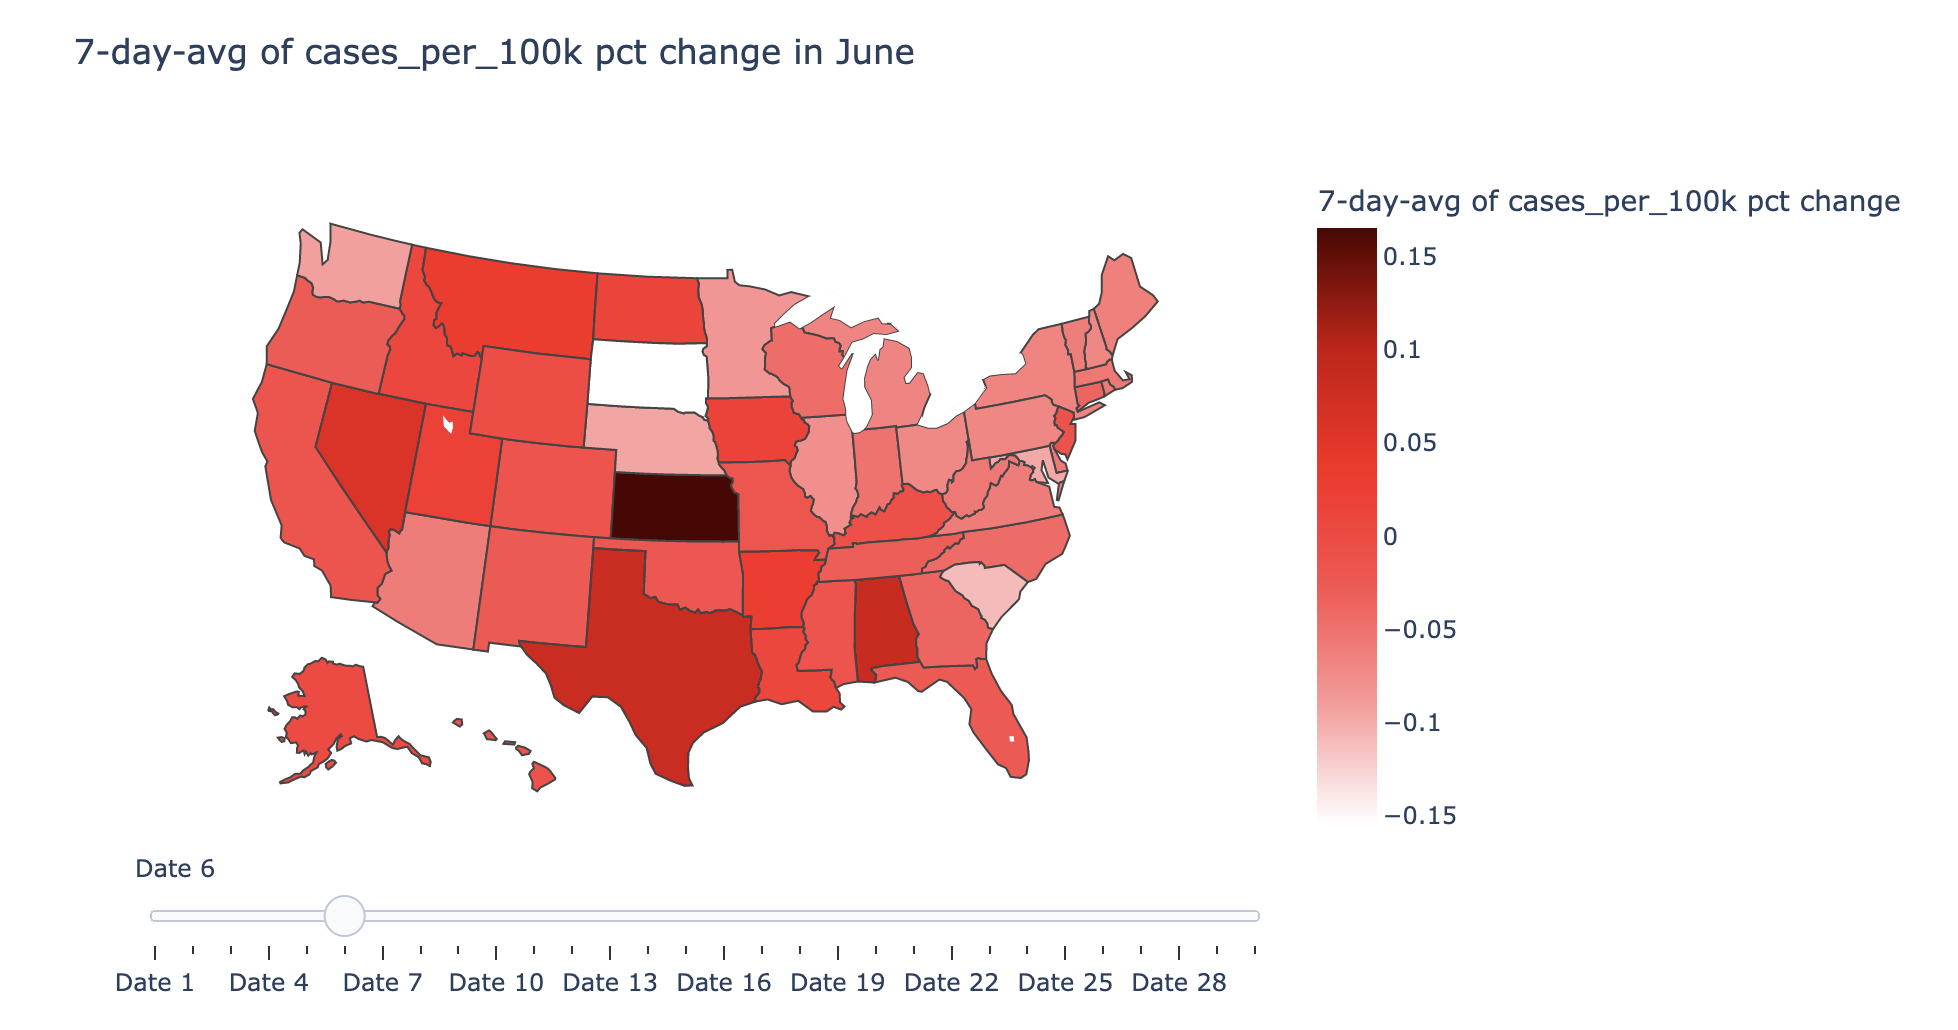 7-day-avg of cases_per_100k pct change in June
7-day-avg of cases_per_100k pct change
0.15
0.1
0.05
0
−0.05
−0.1
−0.15
Date 6
Date 1 Date 4 Date 7 Date 10 Date 13 Date 16 Date 19 Date 22 Date 25 Date 28